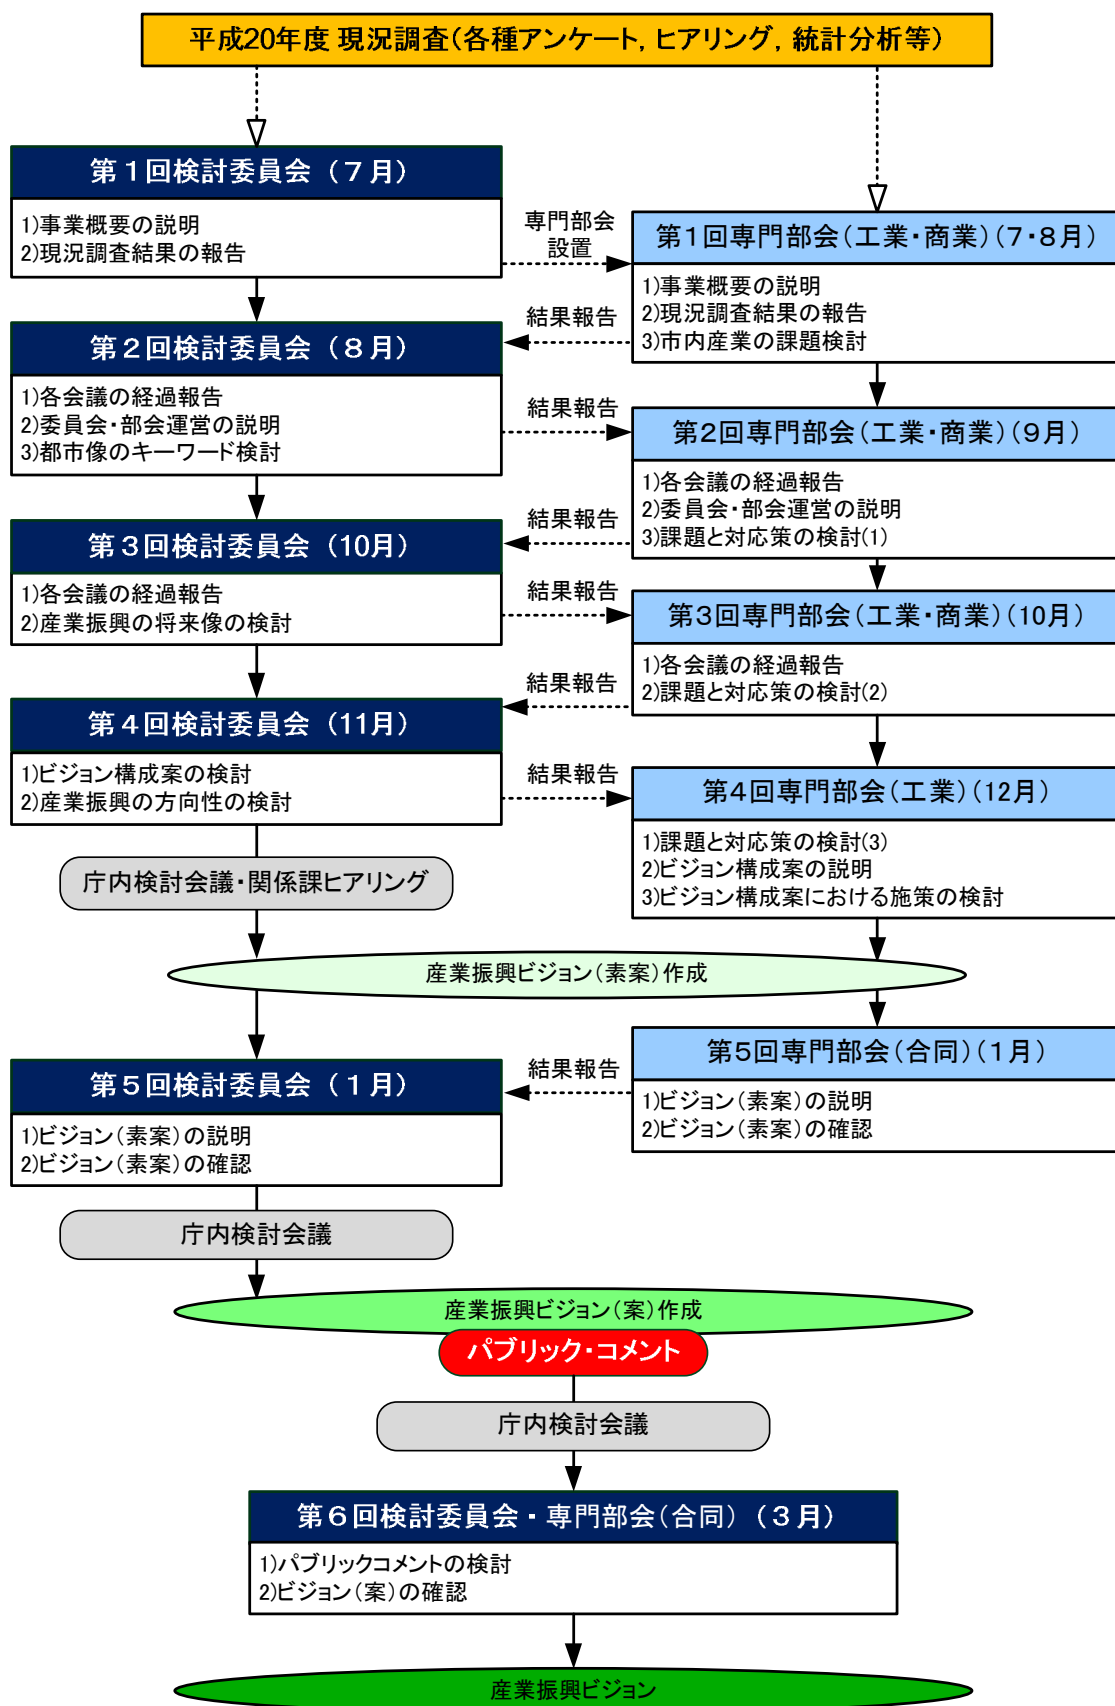 平成20年度 現況調査(各種アンケート, ヒアリング, 統計分析等)
第1回検討委員会 (7月)
1)事業概要の説明
2)現況調査結果の報告
専門部会
設置
第1回専門部会(工業・商業)(7・8月)
1)事業概要の説明
2)現況調査結果の報告
3)市内産業の課題検討
結果報告
第2回検討委員会 (8月)
1)各会議の経過報告
2)委員会・部会運営の説明
3)都市像のキーワード検討
結果報告
第2回専門部会(工業・商業)(9月)
1)各会議の経過報告
2)委員会・部会運営の説明
3)課題と対応策の検討(1)
結果報告
第3回検討委員会 (10月)
1)各会議の経過報告
2)産業振興の将来像の検討
結果報告
第3回専門部会(工業・商業)(10月)
1)各会議の経過報告
2)課題と対応策の検討(2)
結果報告
第4回検討委員会 (11月)
1)ビジョン構成案の検討
2)産業振興の方向性の検討
結果報告
第4回専門部会(工業)(12月)
1)課題と対応策の検討(3)
2)ビジョン構成案の説明
3)ビジョン構成案における施策の検討
庁内検討会議・関係課ヒアリング
産業振興ビジョン(素案)作成
第5回専門部会(合同)(1月)
1)ビジョン(素案)の説明
2)ビジョン(素案)の確認
結果報告
第5回検討委員会 (1月)
1)ビジョン(素案)の説明
2)ビジョン(素案)の確認
庁内検討会議
産業振興ビジョン(案)作成
パブリック・コメント
庁内検討会議
第6回検討委員会・専門部会(合同) (3月)
1)パブリックコメントの検討
2)ビジョン(案)の確認
産業振興ビジョン